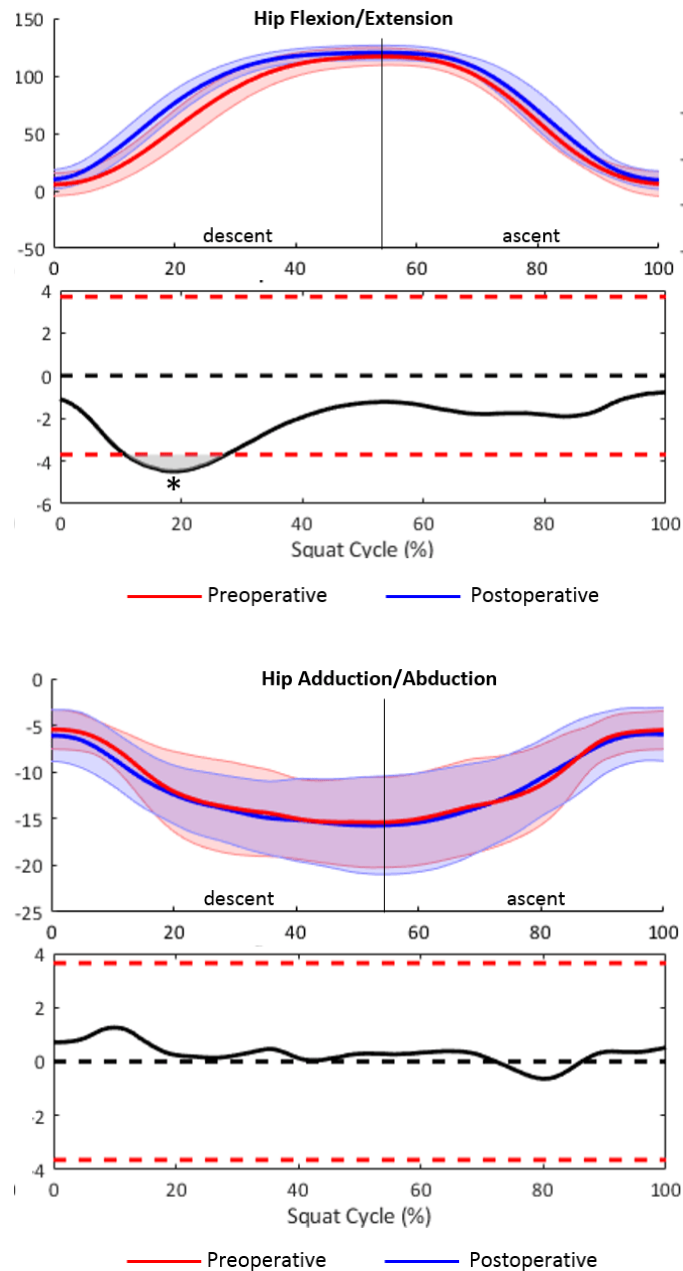 Hip Flexion/Extension
150
100
50
0
-50
descent ascent
0 20 40 60 80 100
4
2
0
-2
-4
-6
*
0 20 40 60 80 100
Squat Cycle (%)
Preoperative Postoperative
Hip Adduction/Abduction
0
-5
-10
-15
-20
-25
descent ascent
0 20 40 60 80 100
4
2
0
-2
-4
0 20 40 60 80 100
Squat Cycle (%)
Preoperative Postoperative